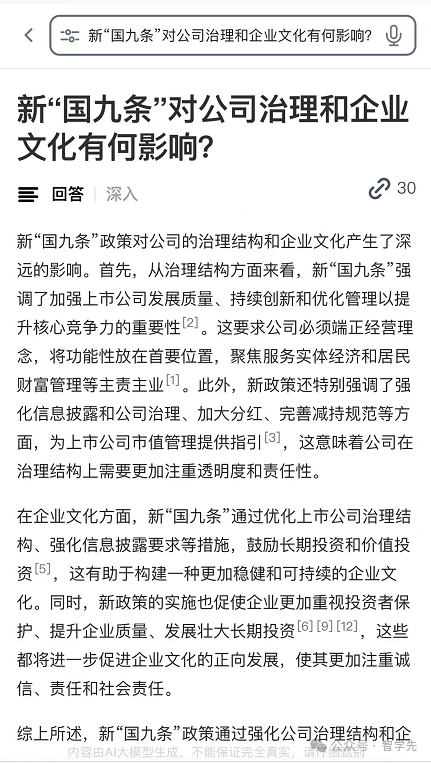 新“国九条”对公司治理和企业文化有何影响？
新“国九条”对公司治理和企业
文化有何影响？
回答 深入 30
新“国九条”政策对公司的治理结构和企业文化产生了深
远的影响。首先，从治理结构方面来看，新“国九条”强
调了加强上市公司发展质量、持续创新和优化管理以提
升核心竞争力的重要性[2]。这要求公司必须端正经营理
念，将功能性放在首要位置，聚焦服务实体经济和居民
财富管理等主责主业[1]。此外，新政策还特别强调了强
化信息披露和公司治理、加大分红、完善减持规范等方
面，为上市公司市值管理提供指引[3]，这意味着公司在
治理结构上需要更加注重透明度和责任性。
在企业文化方面，新“国九条”通过优化上市公司治理结
构、强化信息披露要求等措施，鼓励长期投资和价值投
资[5]，这有助于构建一种更加稳健和可持续的企业文
化。同时，新政策的实施也促使企业更加重视投资者保
护、提升企业质量、发展壮大长期投资[6][9][12]，这些
都将进一步促进企业文化的正向发展，使其更加注重诚
信、责任和社会责任。
综上所述，新“国九条”政策通过强化公司治理结构和企
内容由AI大模型生成，不能保证完全真实，请仔细甄别
公众号·智学先